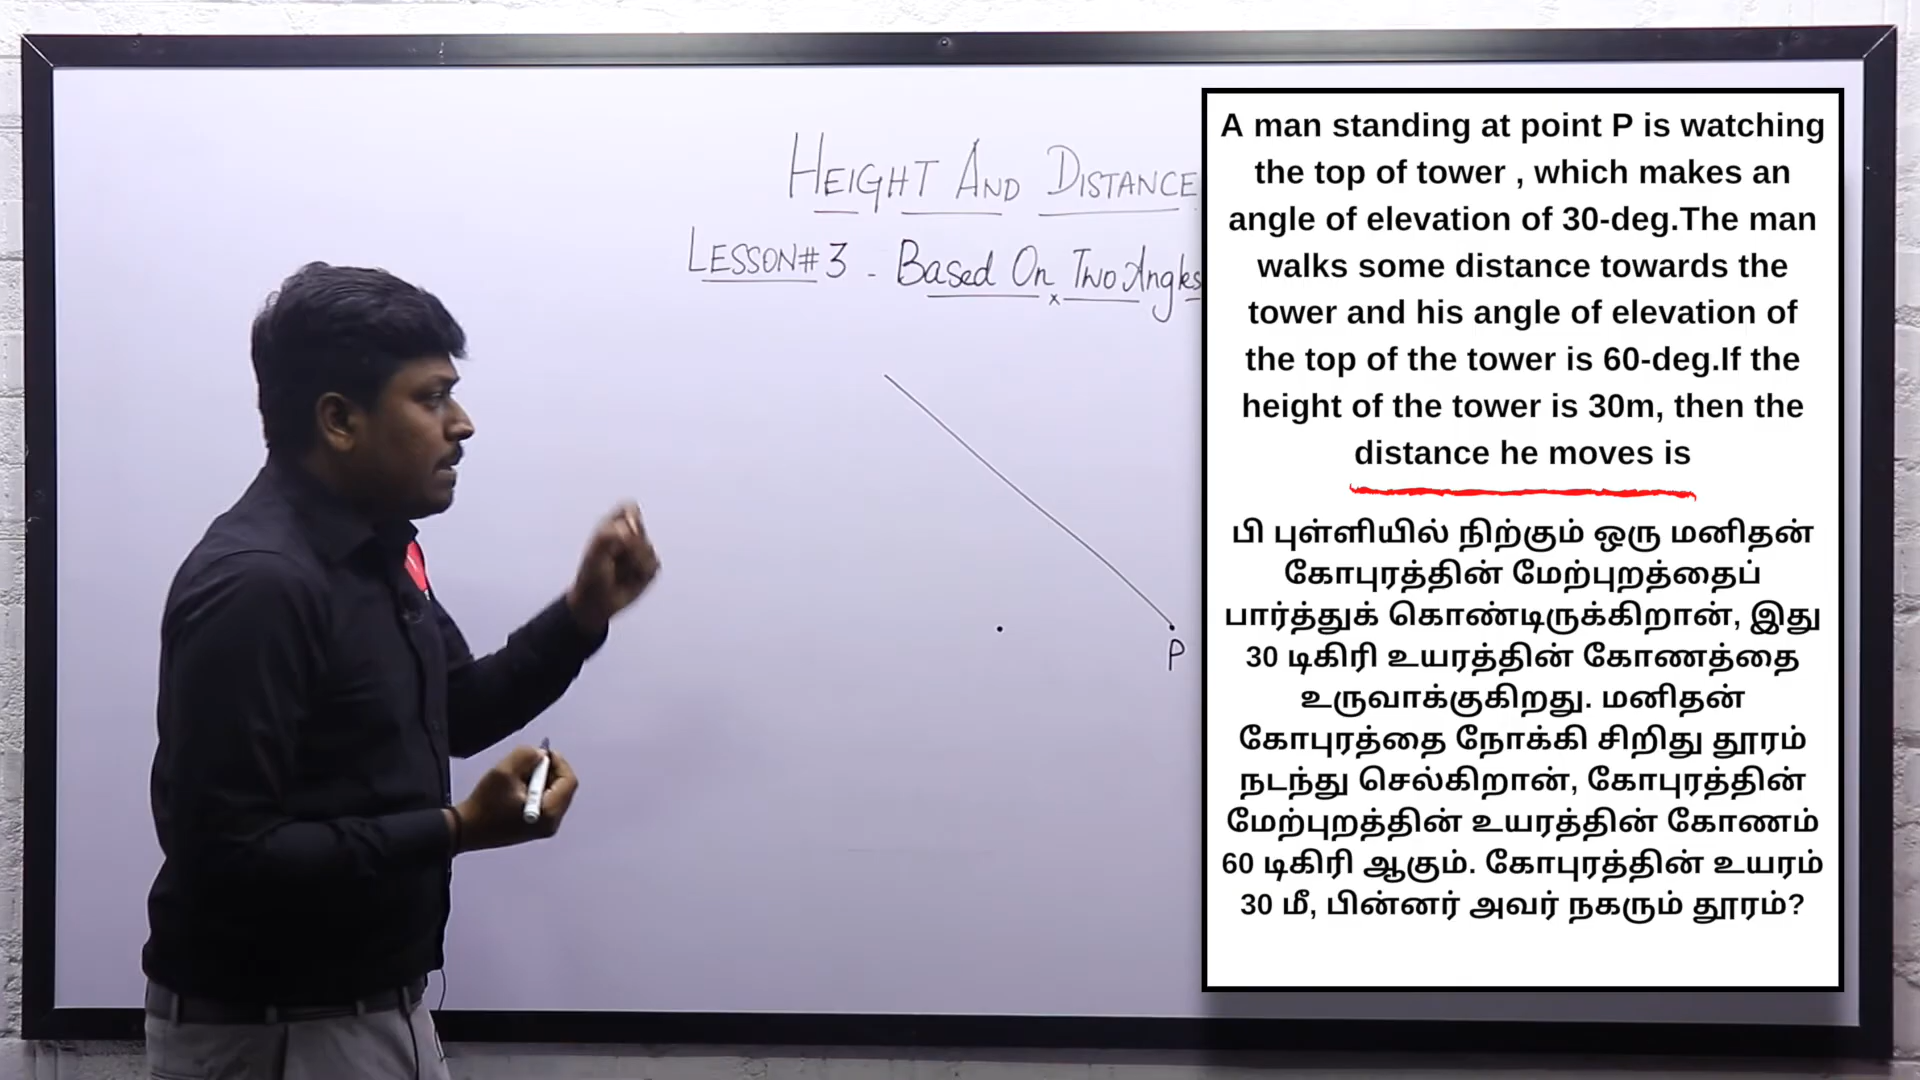 HEIGHT AND DISTANCE
LESSON#3 - Based On Two Angles
x
P
A man standing at point P is watching
the top of tower , which makes an
angle of elevation of 30-deg.The man
walks some distance towards the
tower and his angle of elevation of
the top of the tower is 60-deg.If the
height of the tower is 30m, then the
distance he moves is
பி புள்ளியில் நிற்கும் ஒரு மனிதன்
கோபுரத்தின் மேற்புறத்தைப்
பார்த்துக் கொண்டிருக்கிறான், இது
30 டிகிரி உயரத்தின் கோணத்தை
உருவாக்குகிறது. மனிதன்
கோபுரத்தை நோக்கி சிறிது தூரம்
நடந்து செல்கிறான், கோபுரத்தின்
மேற்புறத்தின் உயரத்தின் கோணம்
60 டிகிரி ஆகும். கோபுரத்தின் உயரம்
30 மீ, பின்னர் அவர் நகரும் தூரம்?